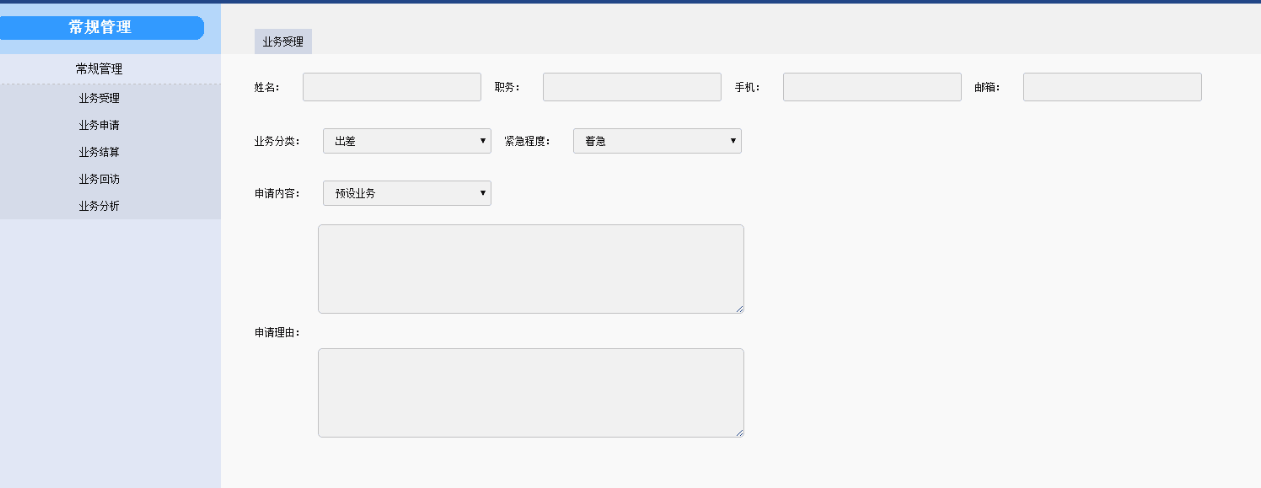 常规管理
常规管理
业务受理
业务申请
业务结算
业务回访
业务分析
业务受理
姓名: 职务: 手机: 邮箱:
业务分类: 出差 紧急程度: 著急
申请内容: 预设业务
申请理由: